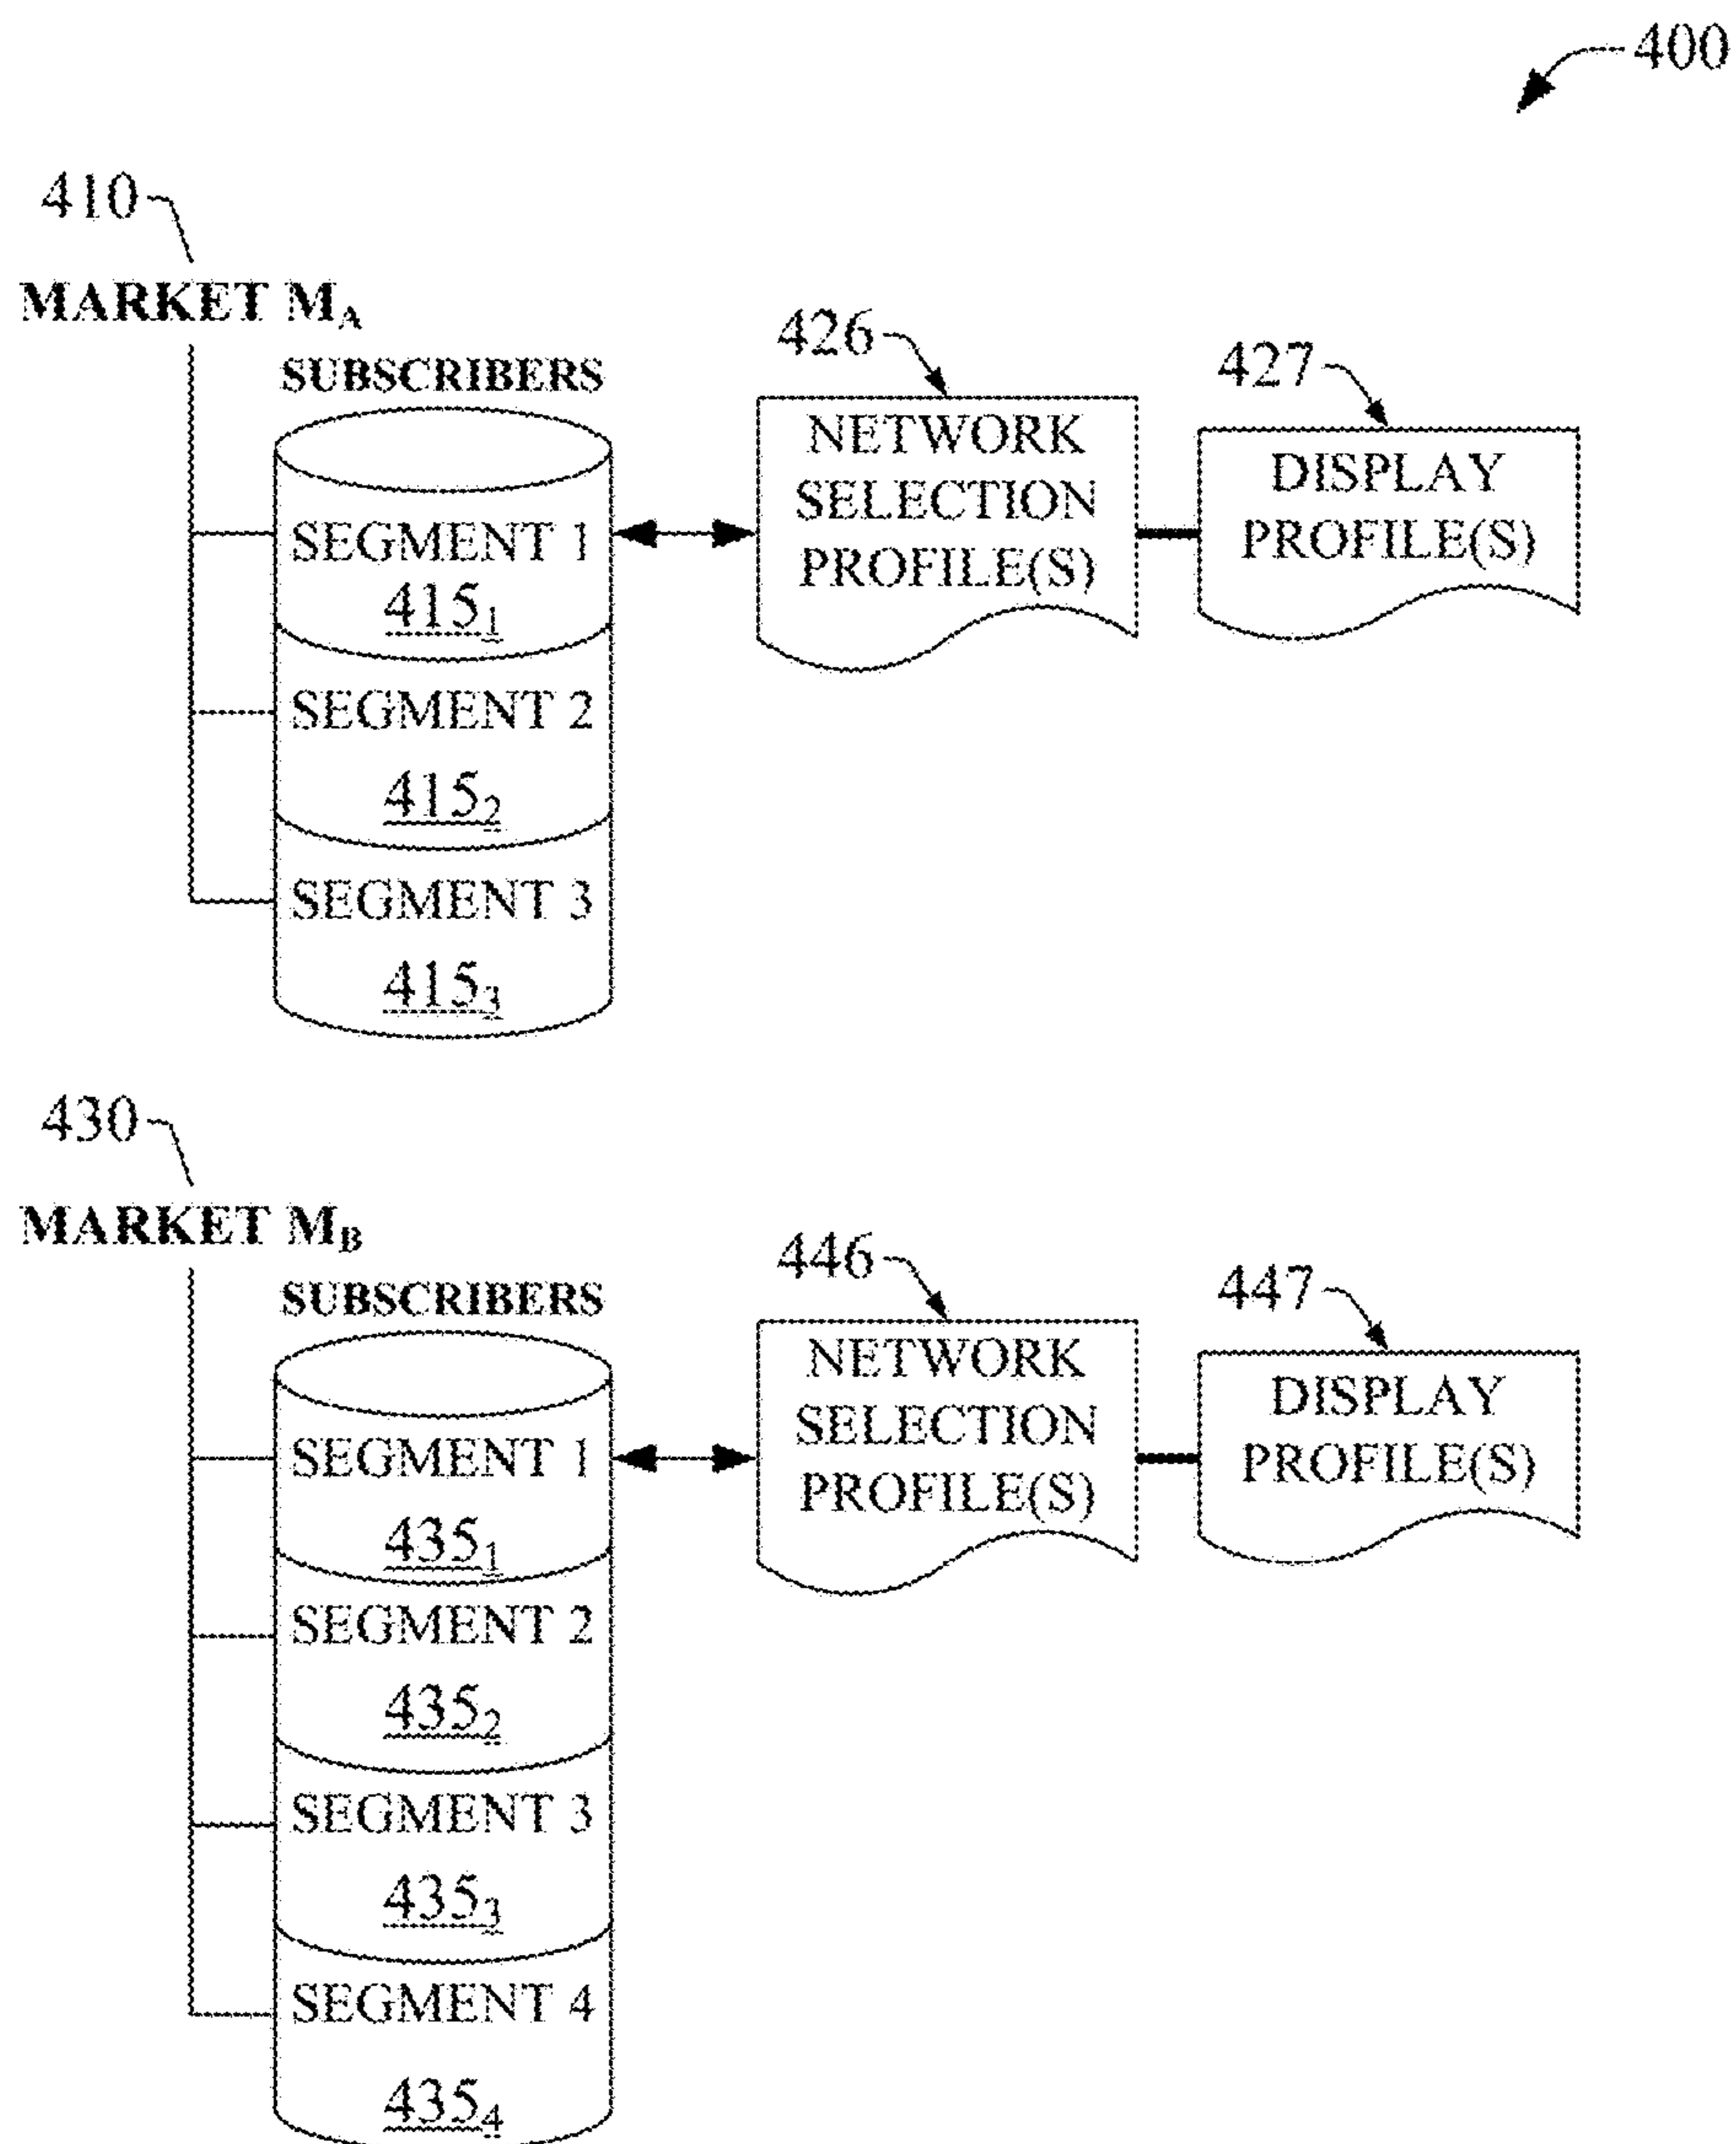 400
410
MARKET MA
SUBSCRIBERS
SEGMENT 1
4151
SEGMENT 2
4152
SEGMENT 3
4153
426
NETWORK
SELECTION
PROFILE(S)
427
DISPLAY
PROFILE(S)
430
MARKET MB
SUBSCRIBERS
SEGMENT 1
4351
SEGMENT 2
4352
SEGMENT 3
4353
SEGMENT 4
4354
446
NETWORK
SELECTION
PROFILE(S)
447
DISPLAY
PROFILE(S)